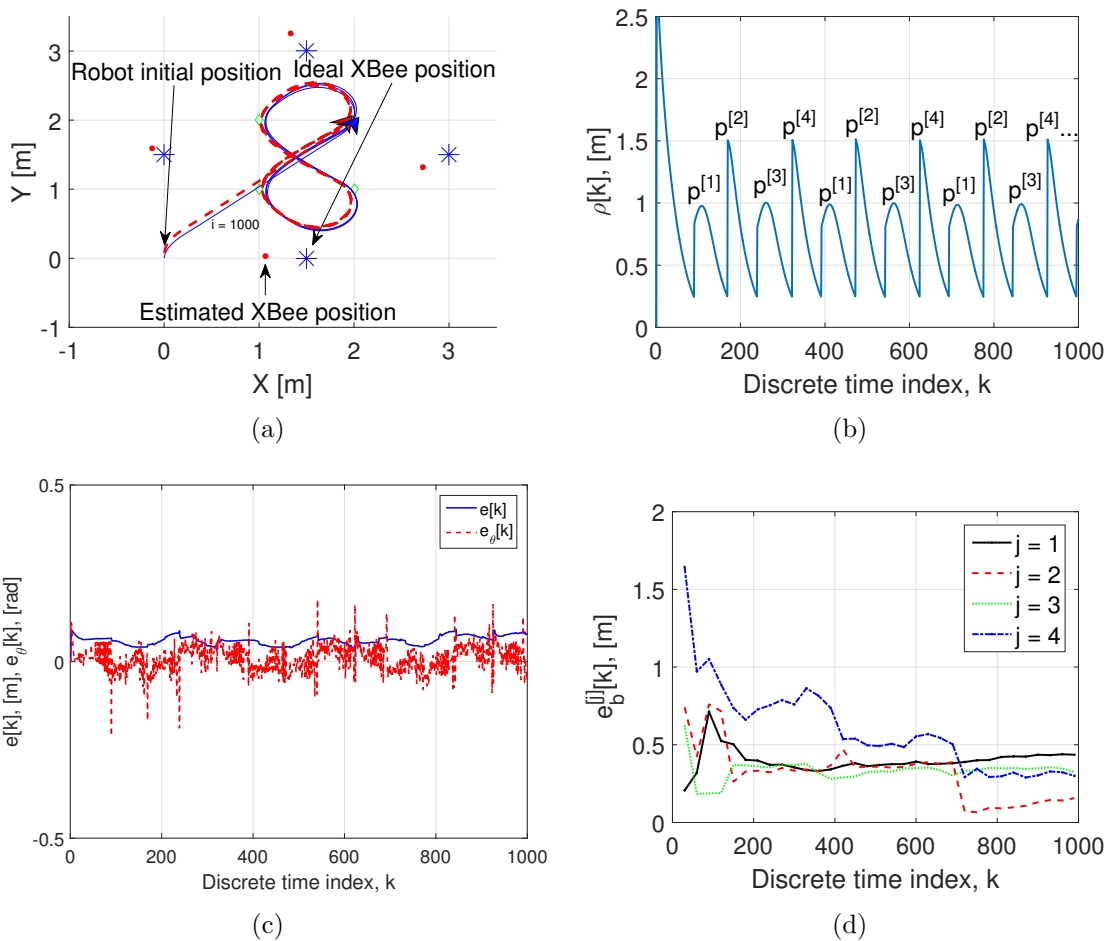 3
2
1
0
-1
Y [m]
Robot initial position
Ideal XBee position
i = 1000
Estimated XBee position
-1
0
1
2
3
X [m]
(a)
2.5
2
1.5
1
0.5
0
ρ[k], [m]
p^[2]
p^[4]
p^[2]
p^[4]
p^[2]
p^[4]...
p^[1]
p^[3]
p^[1]
p^[3]
p^[1]
p^[3]
0
200
400
600
800
1000
Discrete time index, k
(b)
0.5
0
-0.5
e[k], [m] e_θ[k], [rad]
e[k]
e_θ[k]
0
200
400
600
800
1000
Discrete time index, k
(c)
2
1.5
1
0.5
0
e_b^[j][k], [m]
j = 1
j = 2
j = 3
j = 4
0
200
400
600
800
1000
Discrete time index, k
(d)